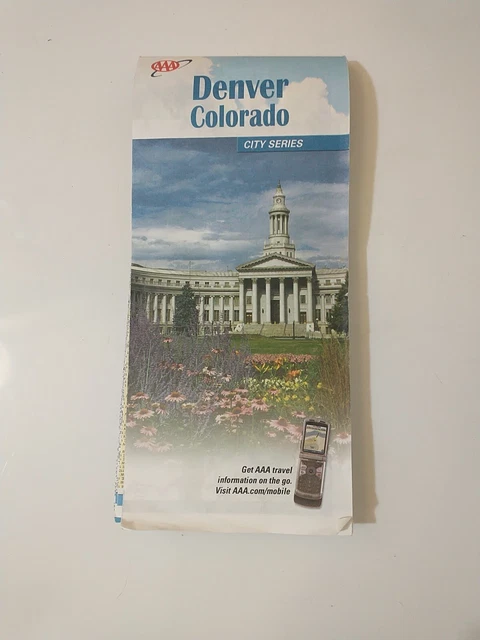 AAA
Denver
Colorado
CITY SERIES
Get AAA travel
information on the go.
Visit AAA.com/mobile